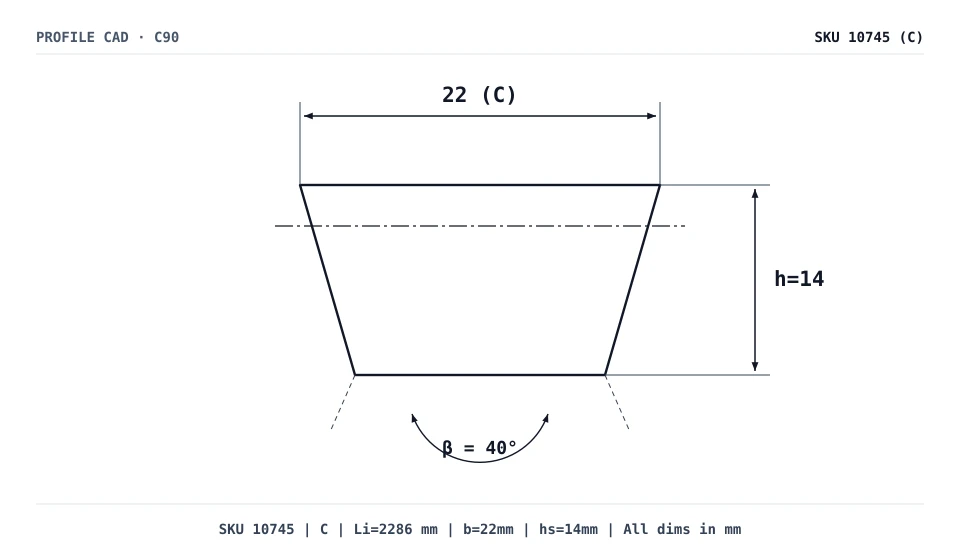 PROFILE CAD · C90
SKU 10745 (C)
22 (C)
h=14
β = 40°
SKU 10745 | C | Li=2286 mm | b=22mm | hs=14mm | All dims in mm